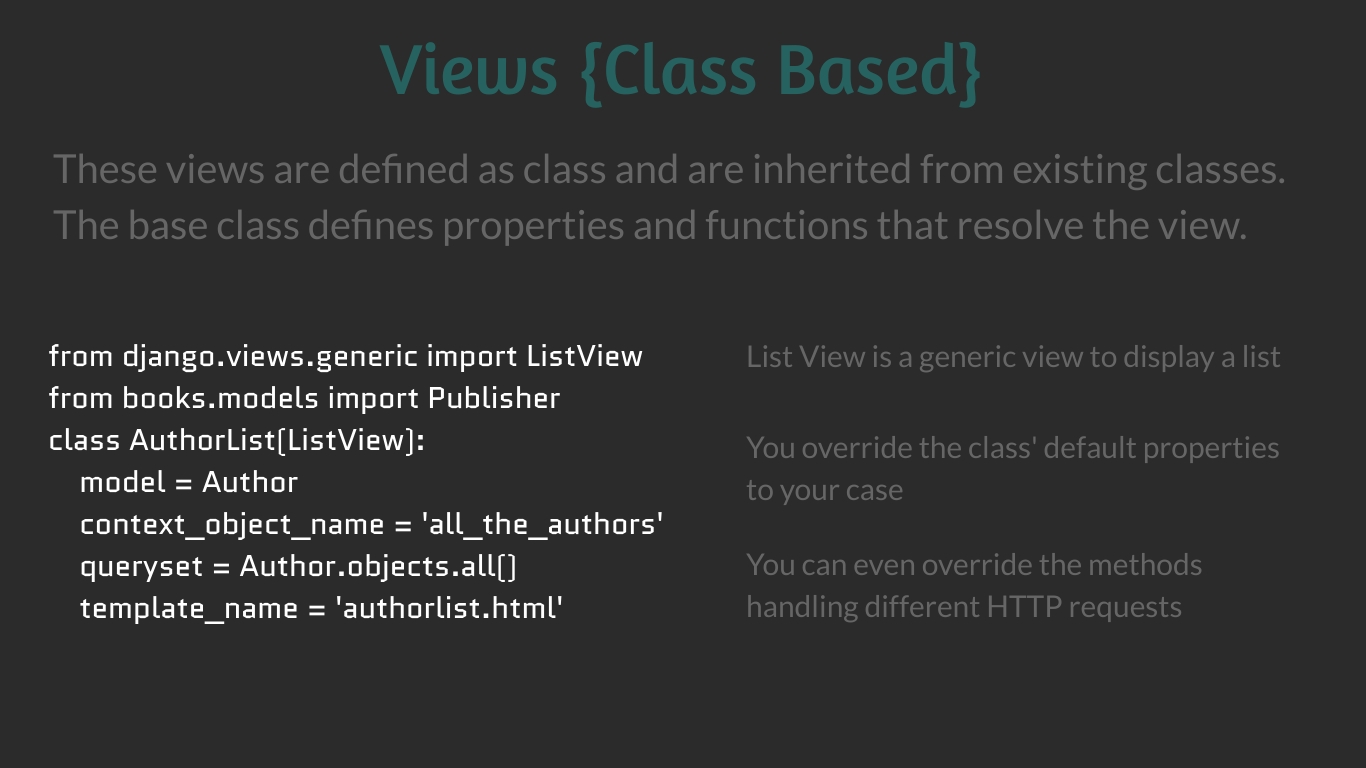 Views {Class Based}
These views are defined as class and are inherited from existing classes.
The base class defines properties and functions that resolve the view.
from django.views.generic import ListView
from books.models import Publisher
class AuthorList(ListView):
    model = Author
    context_object_name = 'all_the_authors'
    queryset = Author.objects.all()
    template_name = 'authorlist.html'
List View is a generic view to display a list
You override the class' default properties
to your case
You can even override the methods
handling different HTTP requests